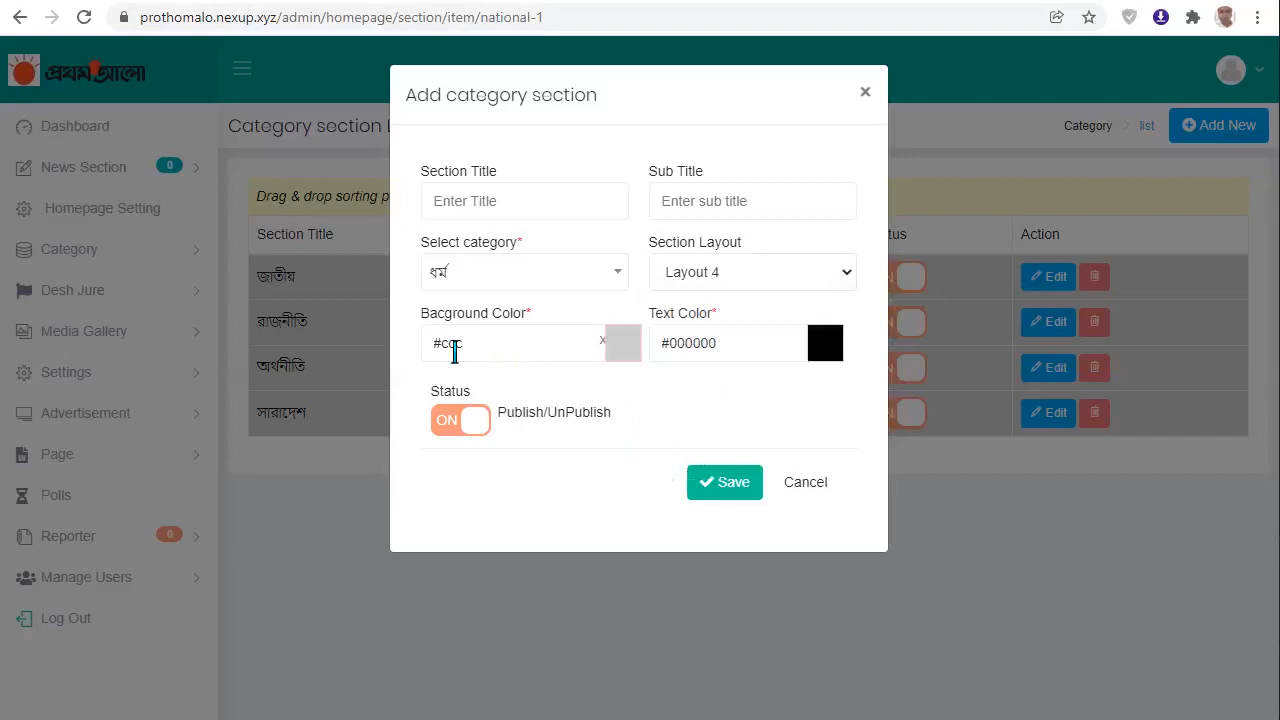 prothomalo.nexup.xyz/admin/homepage/section/item/national-1
প্রথম আলো
Add category section
×
Dashboard
Category section
Category
list
Add New
News Section
0
Section Title
Sub Title
Drag & drop sorting p
Enter Title
Enter sub title
Homepage Setting
Section Title
Select category*
Section Layout
Action
Category
জাতীয়
ধর্ম
Layout 4
Edit
Desh Jure
রাজনীতি
Bacground Color*
Text Color*
Edit
Media Gallery
#ccc
x
#000000
Settings
অর্থনীতি
Edit
Status
Advertisement
সারাদেশ
ON
Publish/UnPublish
Edit
Page
Save
Cancel
Polls
Reporter
0
Manage Users
Log Out